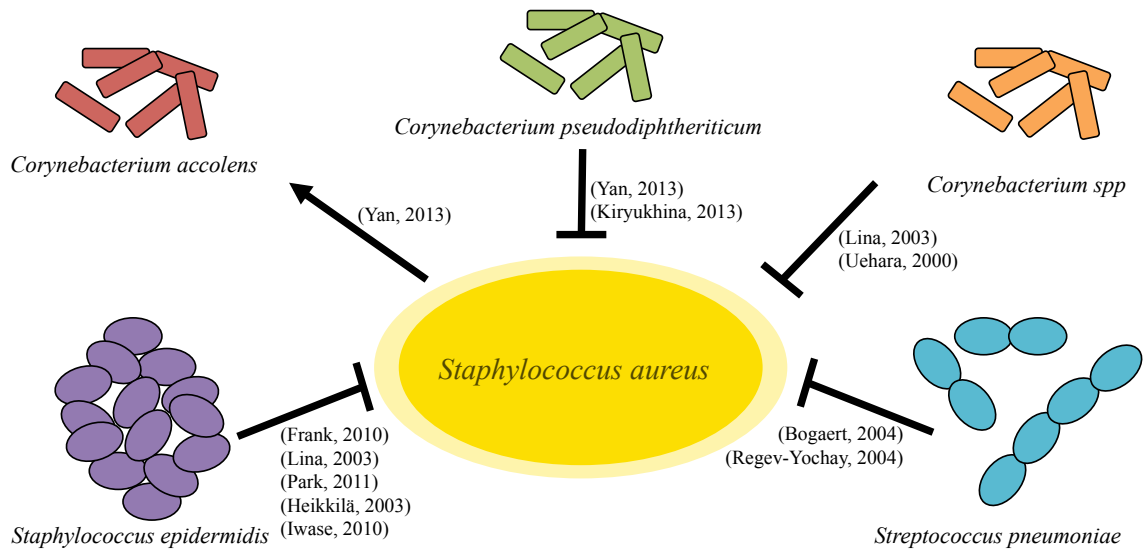 Corynebacterium accolens
Corynebacterium pseudodiphtheriticum
Corynebacterium spp
(Yan, 2013)
(Yan, 2013)
(Kiryukhina, 2013)
(Lina, 2003)
(Uehara, 2000)
Staphylococcus aureus
(Frank, 2010)
(Lina, 2003)
(Park, 2011)
(Heikkilä, 2003)
(Iwase, 2010)
(Bogaert, 2004)
(Regev-Yochay, 2004)
Staphylococcus epidermidis
Streptococcus pneumoniae